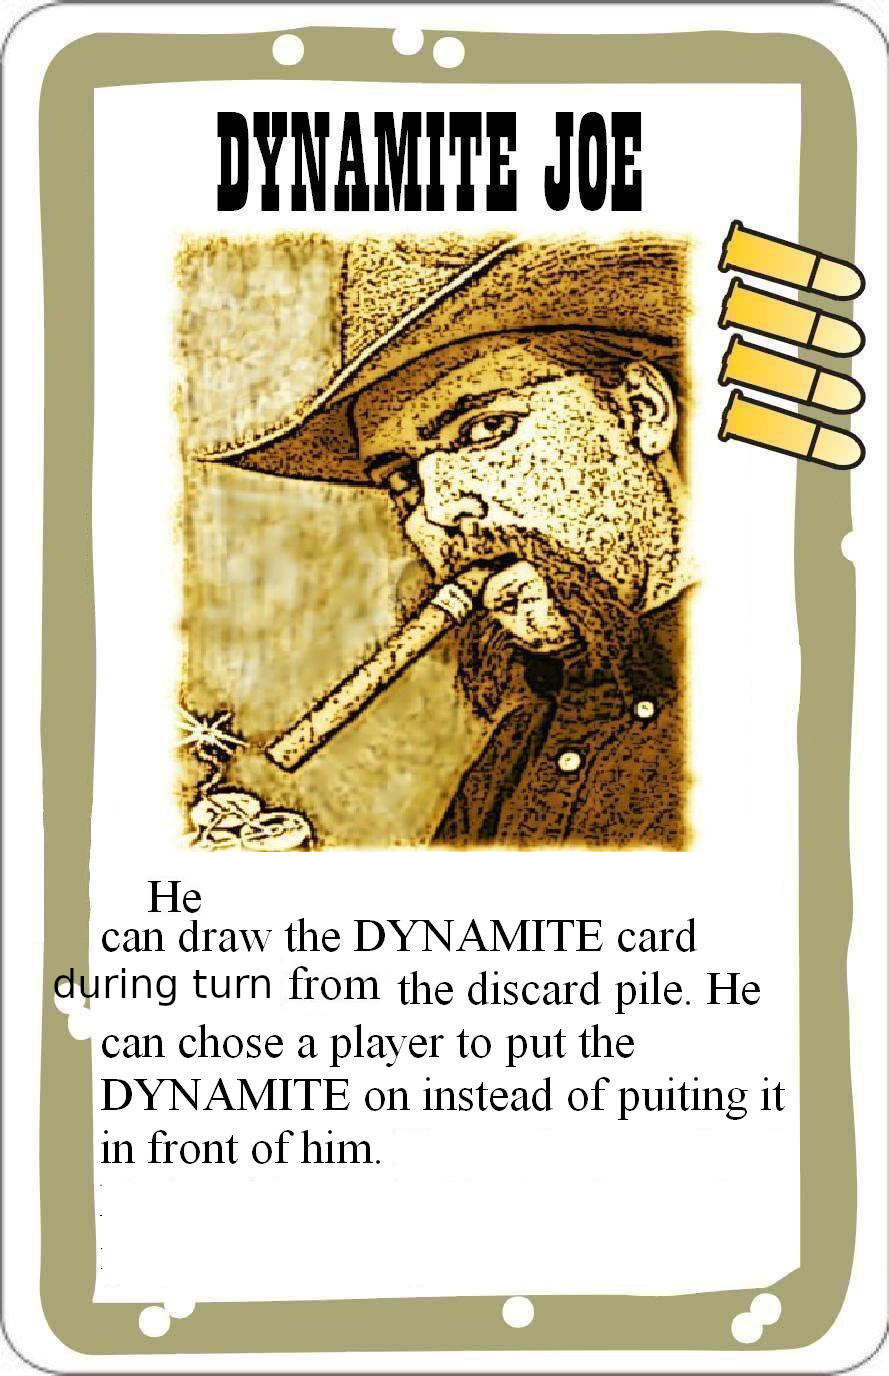 DYNAMITE JOE
He
can draw the DYNAMITE card
during turn from the discard pile. He
can chose a player to put the
DYNAMITE on instead of puiting it
in front of him.